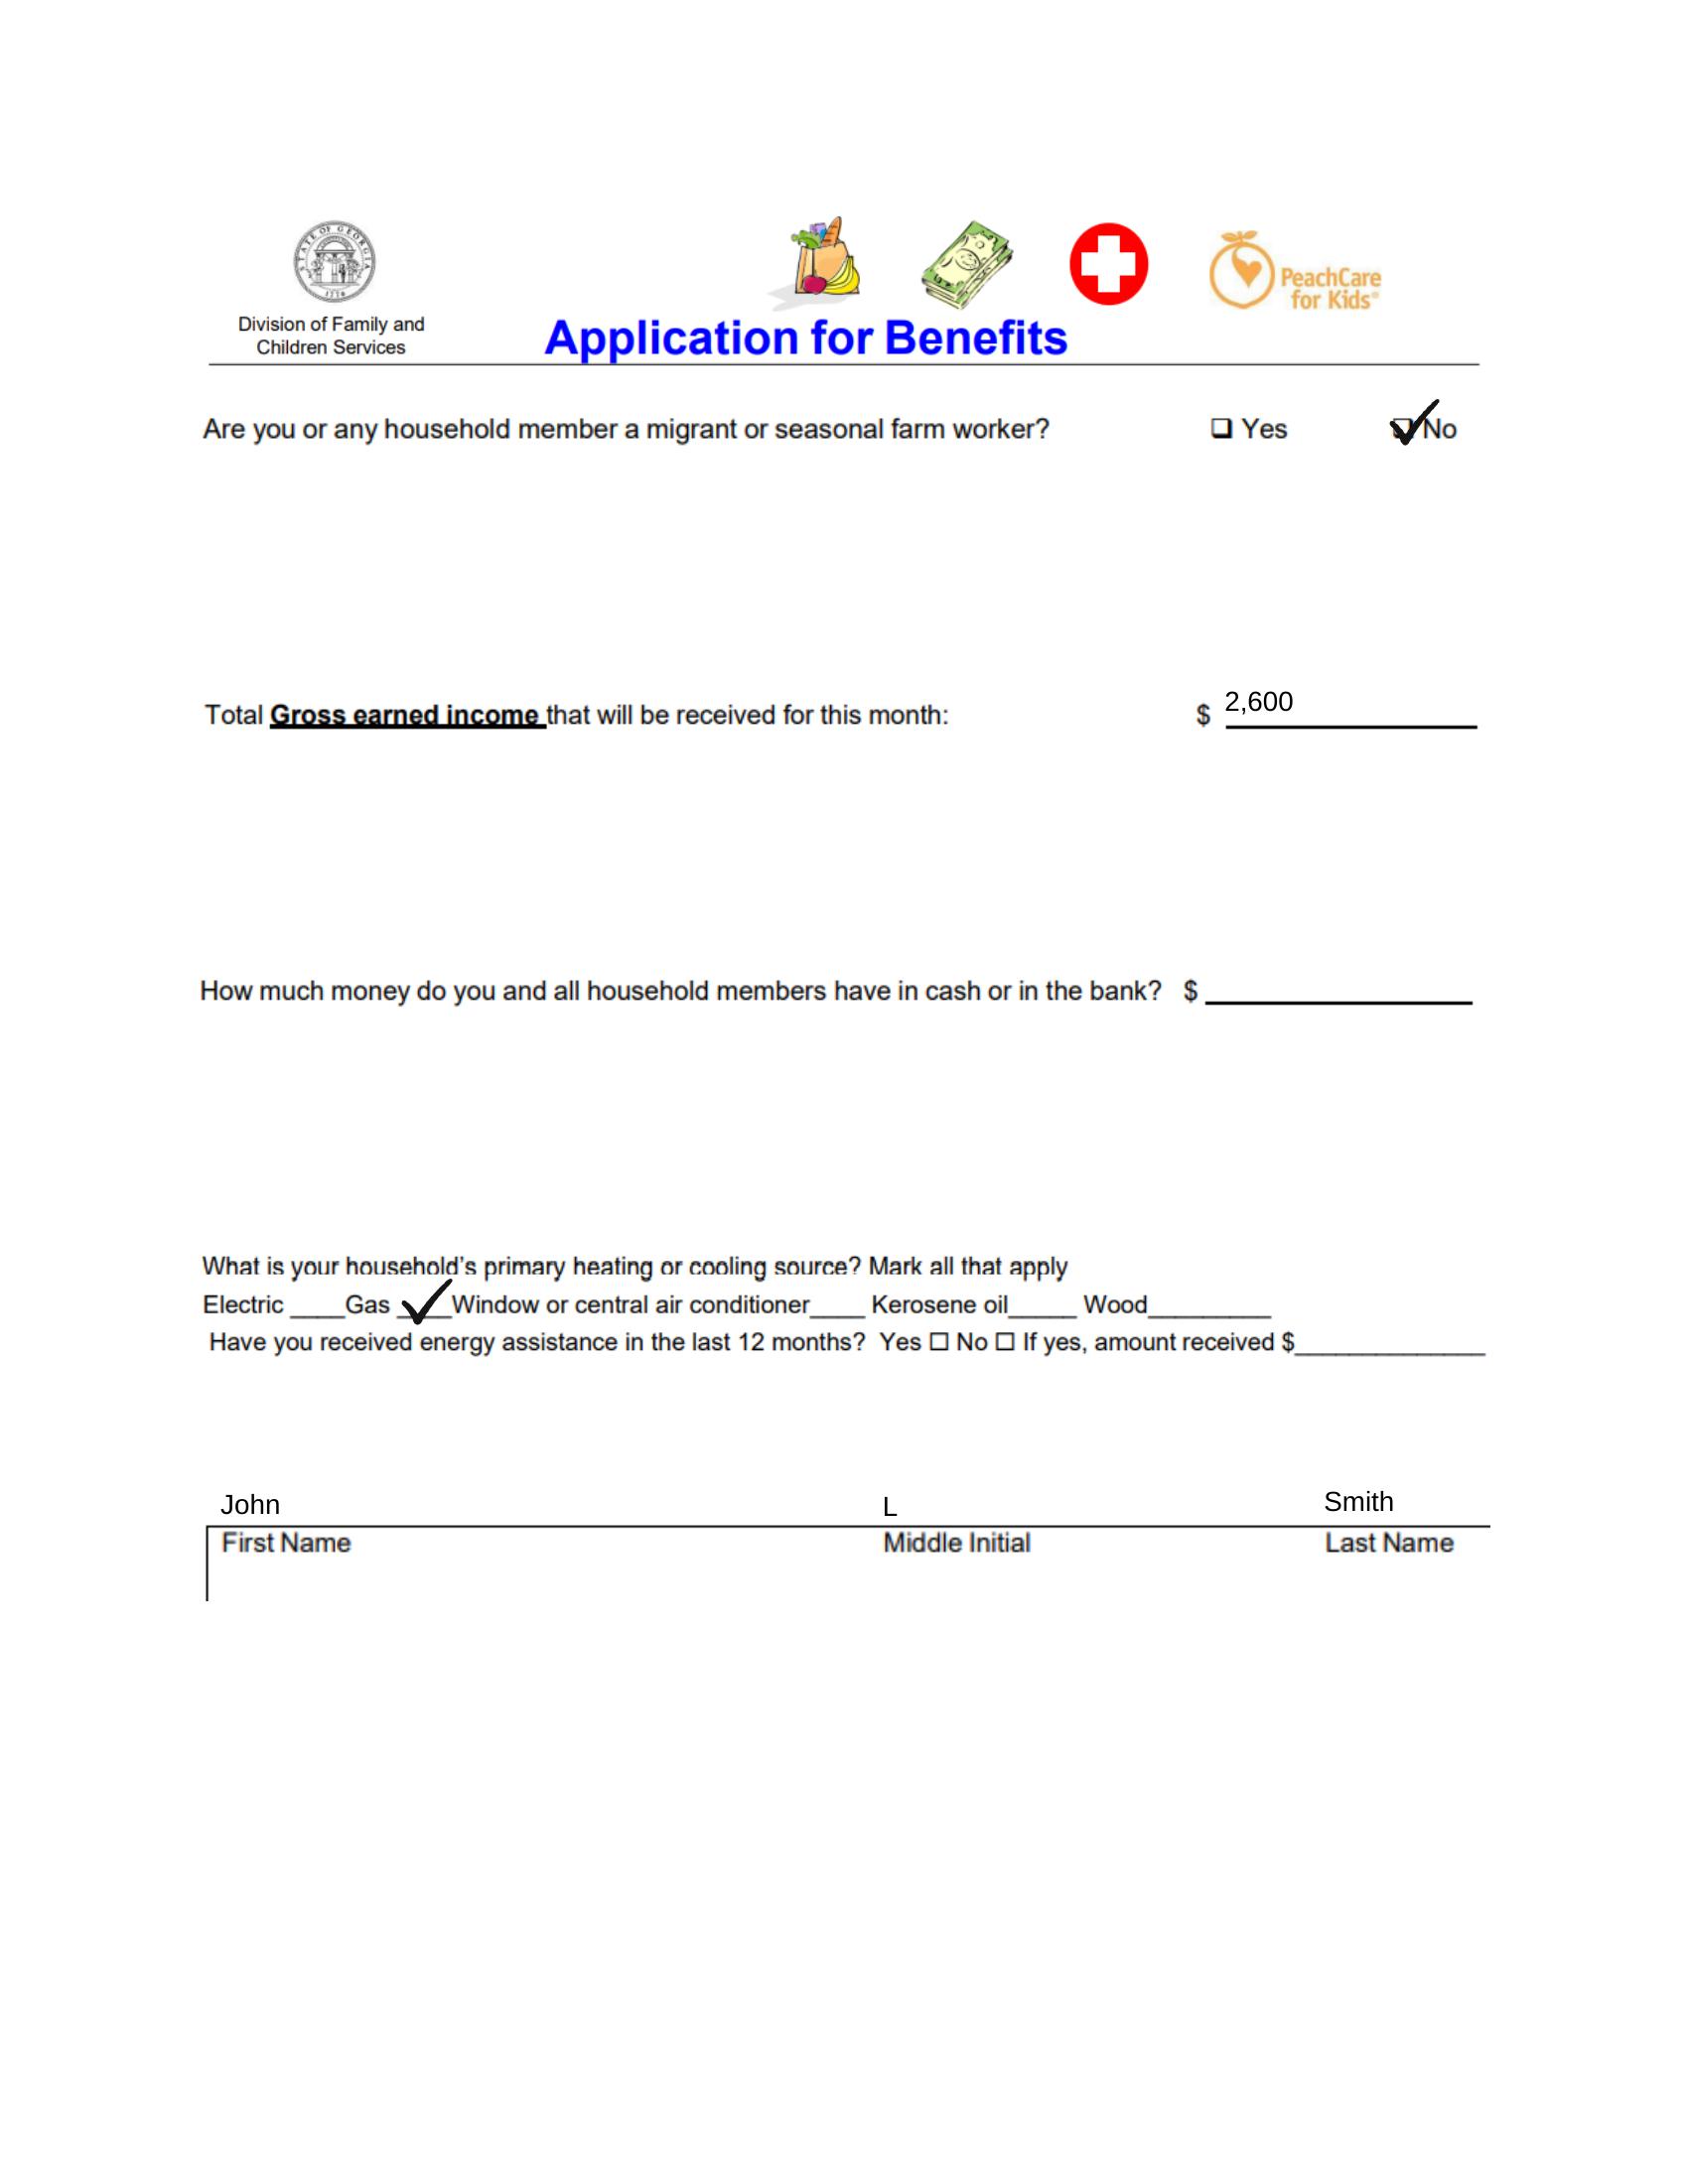 STATE OF GEORGIA
1776
PeachCare
for Kids®
Division of Family and
Children Services
Application for Benefits
Are you or any household member a migrant or seasonal farm worker? ❑ Yes ✓ No
Total Gross earned income that will be received for this month: $ 2,600
How much money do you and all household members have in cash or in the bank? $ ____________
What is your household’s primary heating or cooling source? Mark all that apply
Electric ____Gas _✓_Window or central air conditioner____ Kerosene oil_____ Wood_________
Have you received energy assistance in the last 12 months? Yes ☐ No ☐ If yes, amount received $______________
John L Smith
First Name Middle Initial Last Name